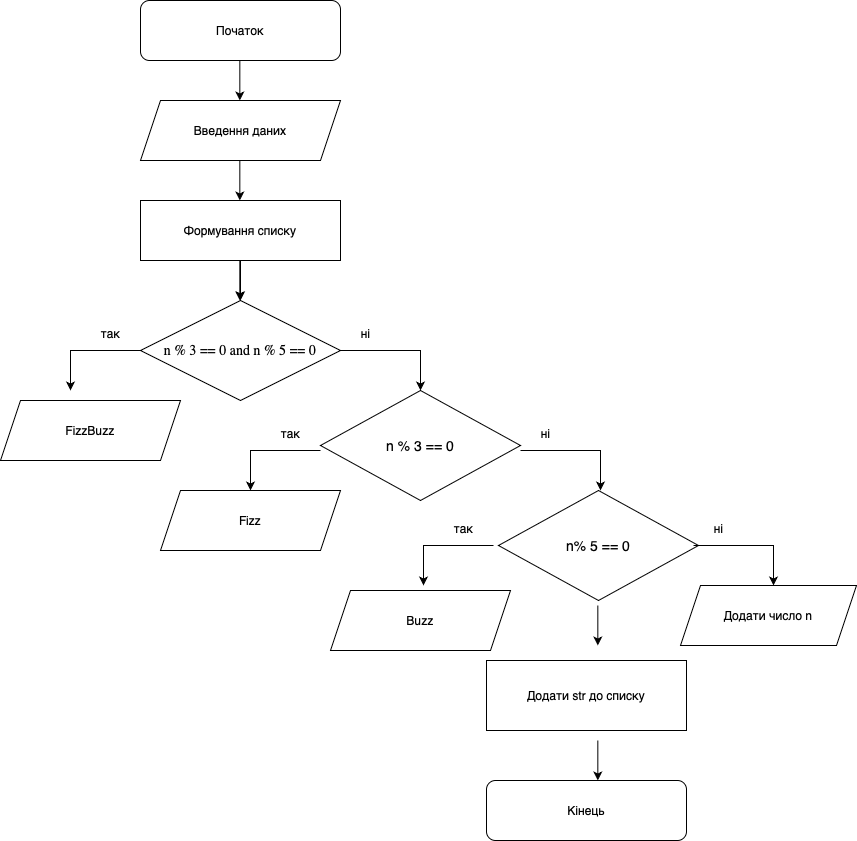 Початок
Введення даних
Формування списку
так
ні
n % 3 == 0 and n % 5 == 0
FizzBuzz
так
ні
n % 3 == 0
Fizz
так
ні
n% 5 == 0
Buzz
Додати число n
Додати str до списку
Кінець